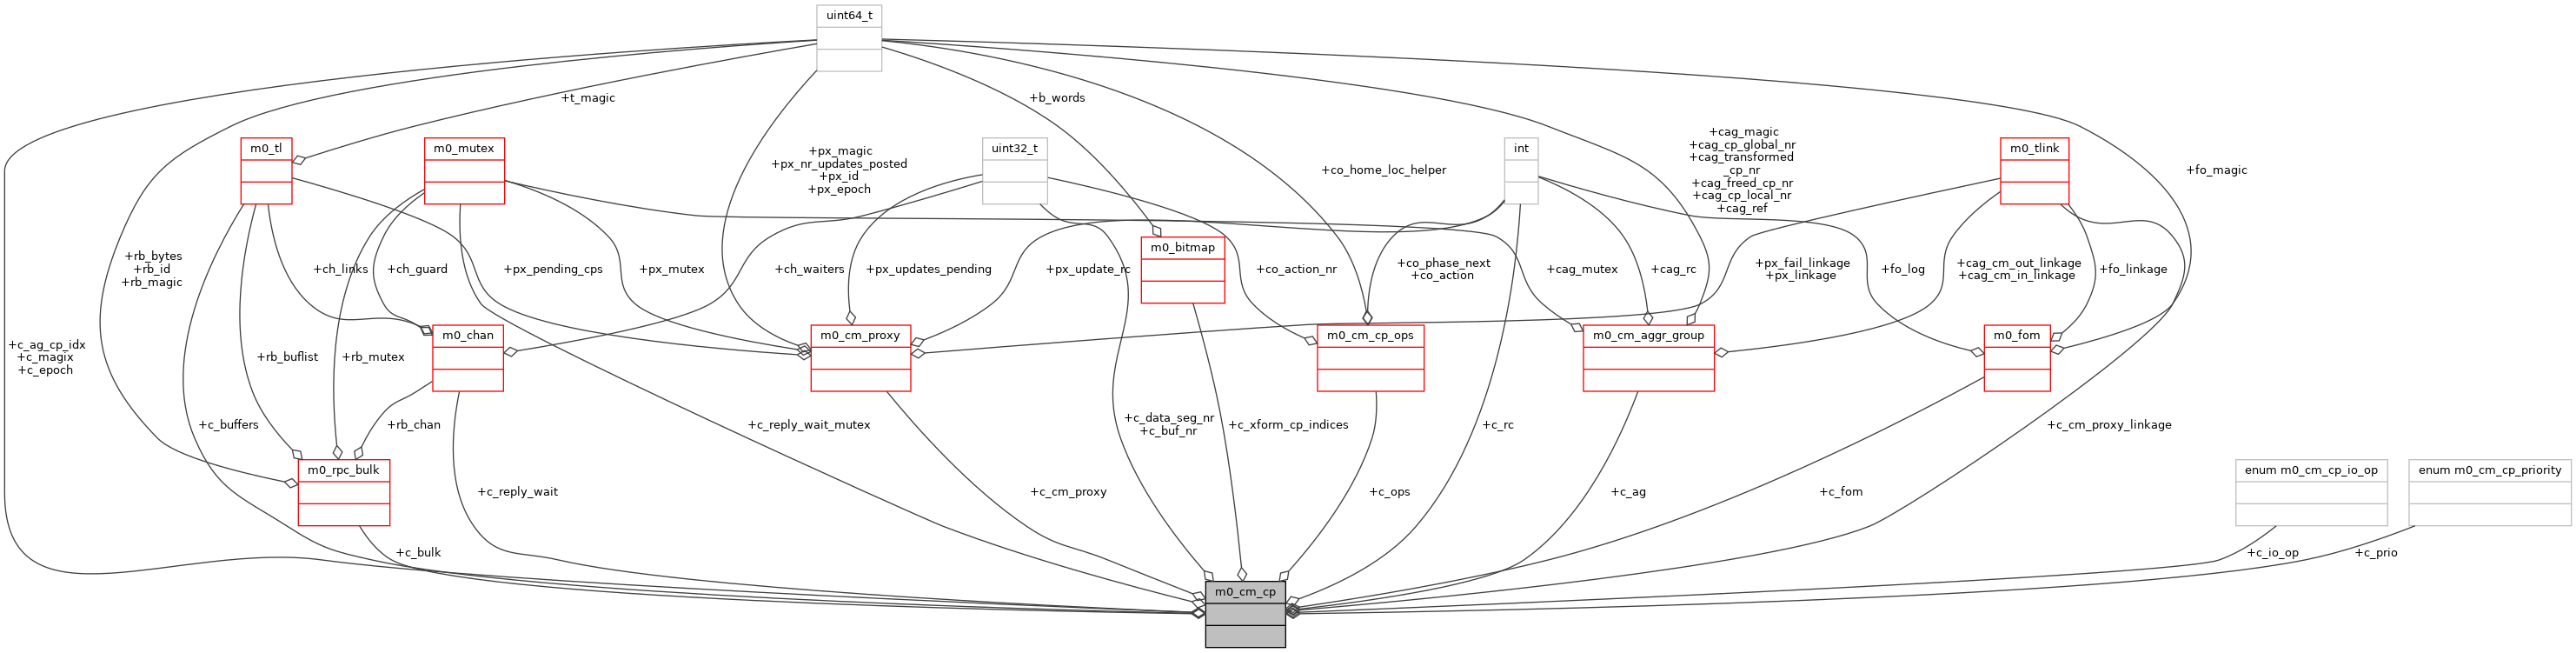 uint64_t
+t_magic
+b_words
m0_tl
m0_mutex
uint32_t
int
m0_tlink
+px_magic
+px_nr_updates_posted
+px_id
+px_epoch
+co_home_loc_helper
+cag_magic
+cag_cp_global_nr
+cag_transformed
_cp_nr
+cag_freed_cp_nr
+cag_cp_local_nr
+cag_ref
+fo_magic
m0_bitmap
+rb_bytes
+rb_id
+rb_magic
+ch_links
+ch_guard
+px_pending_cps
+px_mutex
+ch_waiters
+px_updates_pending
+px_update_rc
+co_action_nr
+co_phase_next
+co_action
+cag_mutex
+cag_rc
+px_fail_linkage
+px_linkage
+fo_log
+cag_cm_out_linkage
+cag_cm_in_linkage
+fo_linkage
+c_ag_cp_idx
+c_magix
+c_epoch
+rb_buflist
+rb_mutex
m0_chan
m0_cm_proxy
m0_cm_cp_ops
m0_cm_aggr_group
m0_fom
+c_buffers
+rb_chan
+c_reply_wait_mutex
+c_data_seg_nr
+c_buf_nr
+c_xform_cp_indices
+c_rc
+c_cm_proxy_linkage
m0_rpc_bulk
+c_reply_wait
+c_cm_proxy
+c_ops
+c_ag
+c_fom
enum m0_cm_cp_io_op
enum m0_cm_cp_priority
+c_bulk
+c_io_op
+c_prio
m0_cm_cp